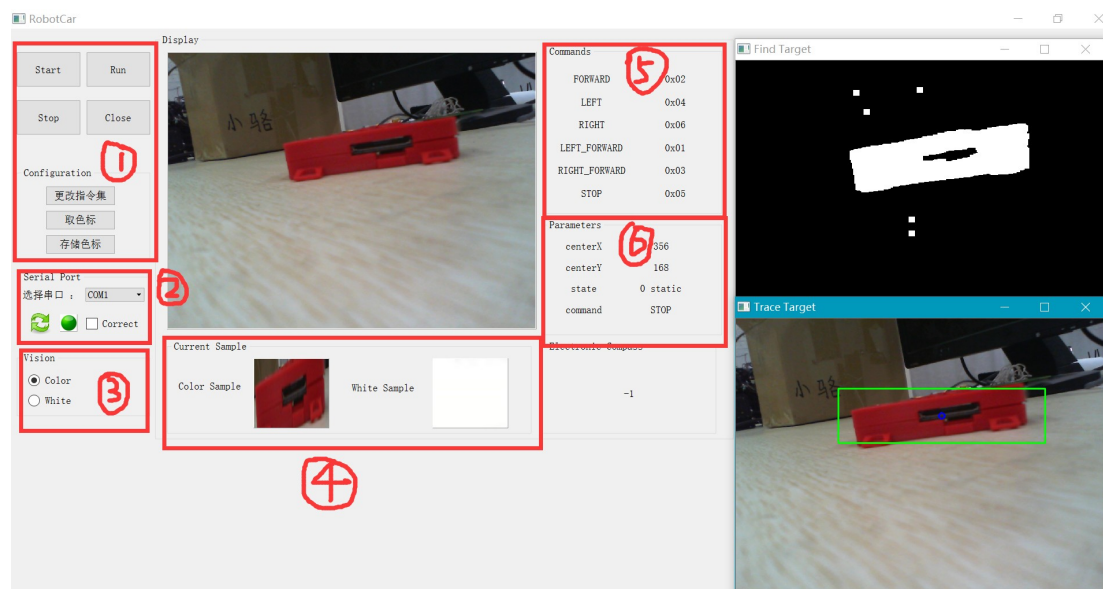 RobotCar
Display
Start
Run
Stop
Close
①
Configuration
更改指令集
取色标
存储色标
Serial Port
选择串口 : COM1
Correct
②
Vision
Color
White
③
小骆
Current Sample
Color Sample
White Sample
④
Commands
⑤
FORWARD 0x02
LEFT 0x04
RIGHT 0x06
LEFT_FORWARD 0x01
RIGHT_FORWARD 0x03
STOP 0x05
Parameters
⑥
centerX 356
centerY 168
state 0 static
command STOP
Electronic Compass
-1
Find Target
Trace Target
小骆